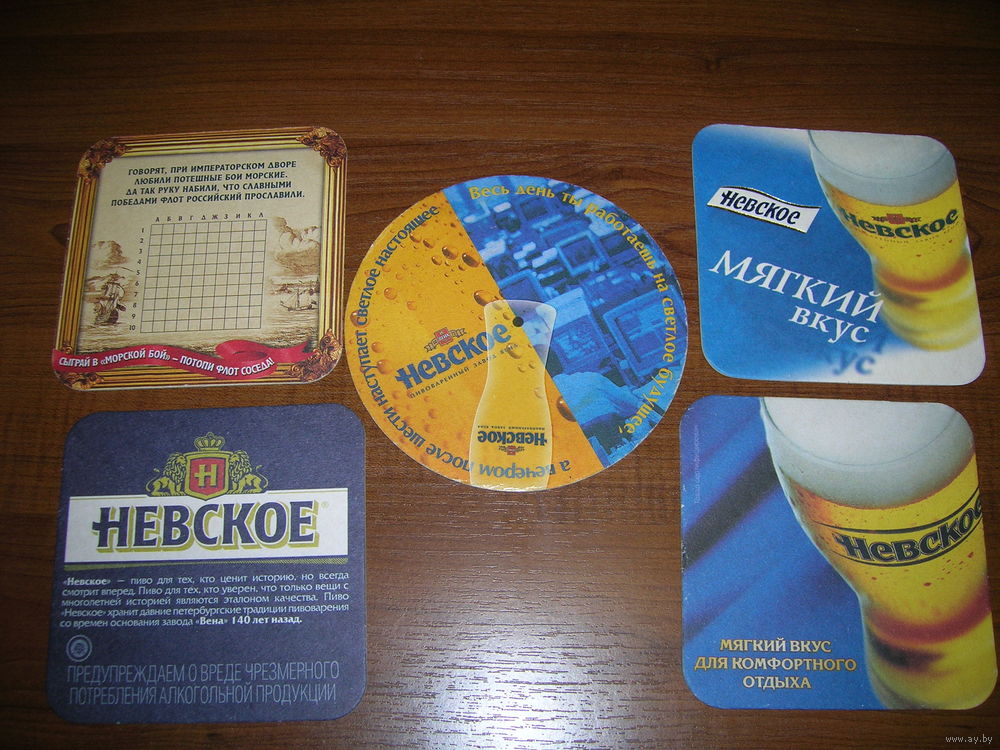 ГОВОРЯТ, ПРИ ИМПЕРАТОРСКОМ ДВОРЕ
ЛЮБИЛИ ПОТЕШНЫЕ БОИ МОРСКИЕ.
ДА ТАК РУКУ НАБИЛИ, ЧТО СЛАВНЫМИ
ПОБЕДАМИ ФЛОТ РОССИЙСКИЙ ПРОСЛАВИЛИ.
А Б В Г Д Ж З И К Л
1
2
3
4
5
6
7
8
9
10
СЫГРАЙ В «МОРСКОЙ БОЙ» – ПОТОПИ ФЛОТ СОСЕДА!
Весь день ты работаешь на светлое будущее,
а вечером после шести наступает Светлое настоящее
Невское
ПИВОВАРЕННЫЙ ЗАВОД ВЕНА
Невское
Невское
Невское
МЯГКИЙ
ВКУС
НЕВСКОЕ
«Невское» — пиво для тех, кто ценит историю, но всегда
смотрит вперед. Пиво для тех, кто уверен, что только вещи с
многолетней историей являются эталоном качества. Пиво
«Невское» хранит давние петербургские традиции пивоварения
со времен основания завода «Вена» 140 лет назад.
ПРЕДУПРЕЖДАЕМ О ВРЕДЕ ЧРЕЗМЕРНОГО
ПОТРЕБЛЕНИЯ АЛКОГОЛЬНОЙ ПРОДУКЦИИ
Невское
МЯГКИЙ ВКУС
ДЛЯ КОМФОРТНОГО
ОТДЫХА
www.ay.by